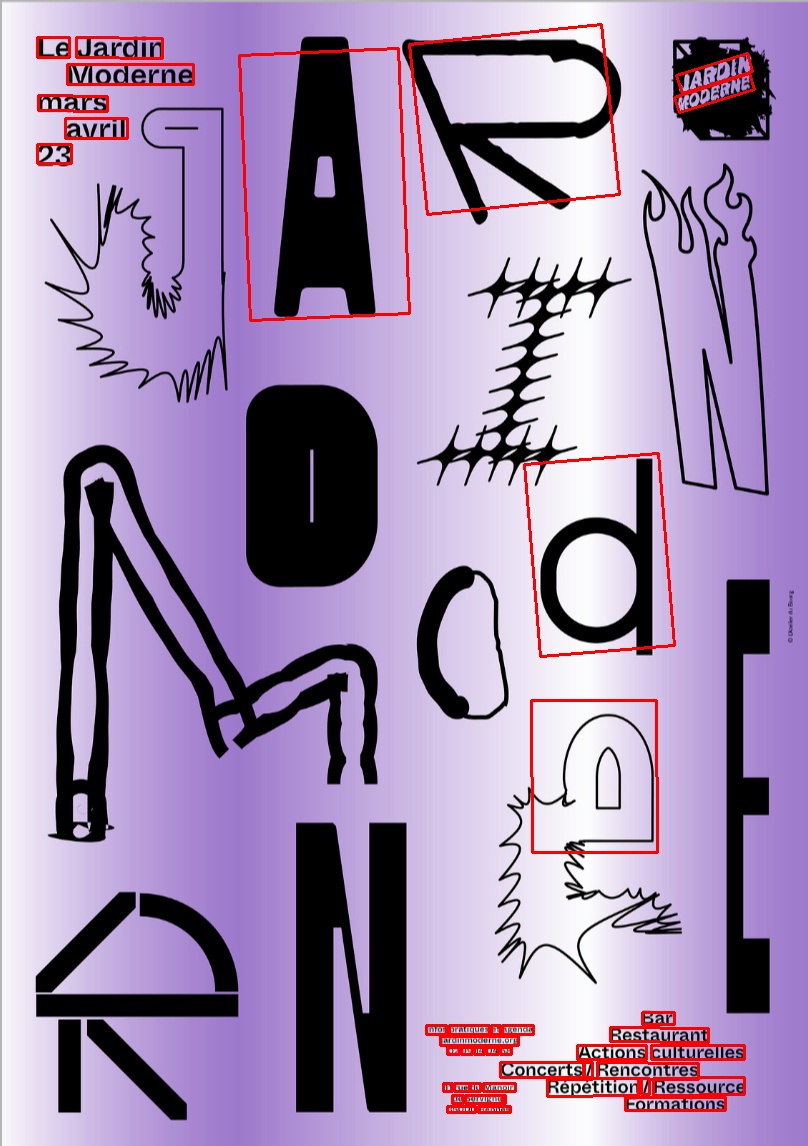 Le Jardin
Moderne
mars
avril
23
JARDIN
MODERNE
J A R D I N
M O d E R N E
infos pratiques & agenda
jardinmoderne.org
Bar
Restaurant
Actions culturelles
Concerts / Rencontres
Répétition / Ressource
Formations